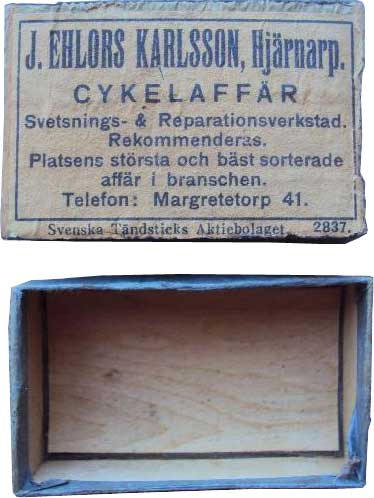 J. EHLORS KARLSSON, Hjärnarp.
CYKELAFFÄR
Svetsnings- & Reparationsverkstad.
Rekommenderas.
Platsens största och bäst sorterade
affär i branschen.
Telefon: Margretetorp 41.
Svenska Tändsticks Aktiebolaget 2837.